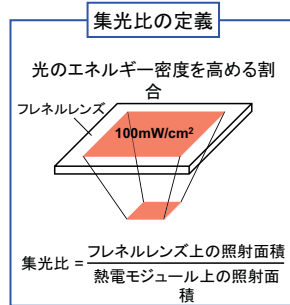 集光比の定義
光のエネルギー密度を高める割
合
フレネルレンズ
100mW/cm²
集光比 = フレネルレンズ上の照射面積
熱電モジュール上の照射面
積